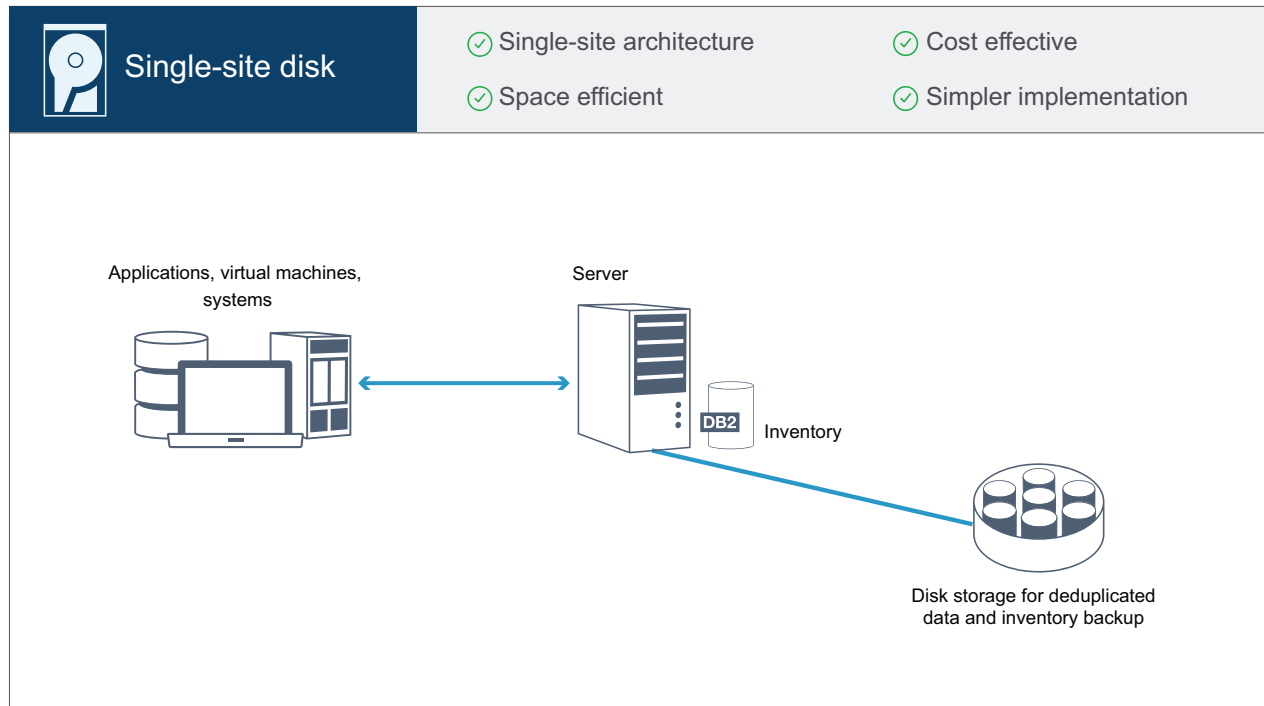 Single-site disk
Single-site architecture
Cost effective
Space efficient
Simpler implementation
Applications, virtual machines,
systems
Server
DB2
Inventory
Disk storage for deduplicated
data and inventory backup